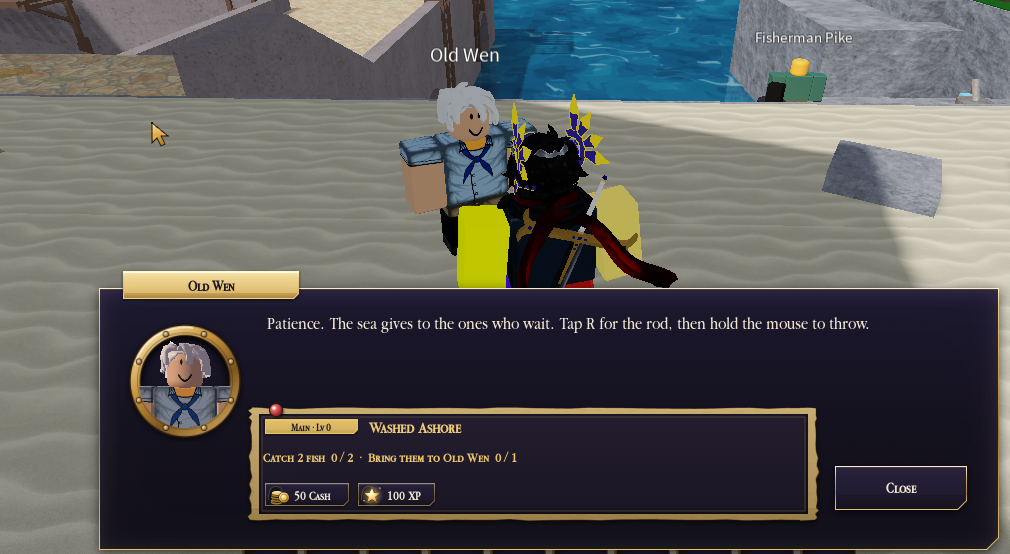 Fisherman Pike
Old Wen
Old Wen
Patience. The sea gives to the ones who wait. Tap R for the rod, then hold the mouse to throw.
Main · Lv 0
Washed Ashore
Catch 2 fish 0/2 · Bring them to Old Wen 0/1
50 Cash
100 XP
Close